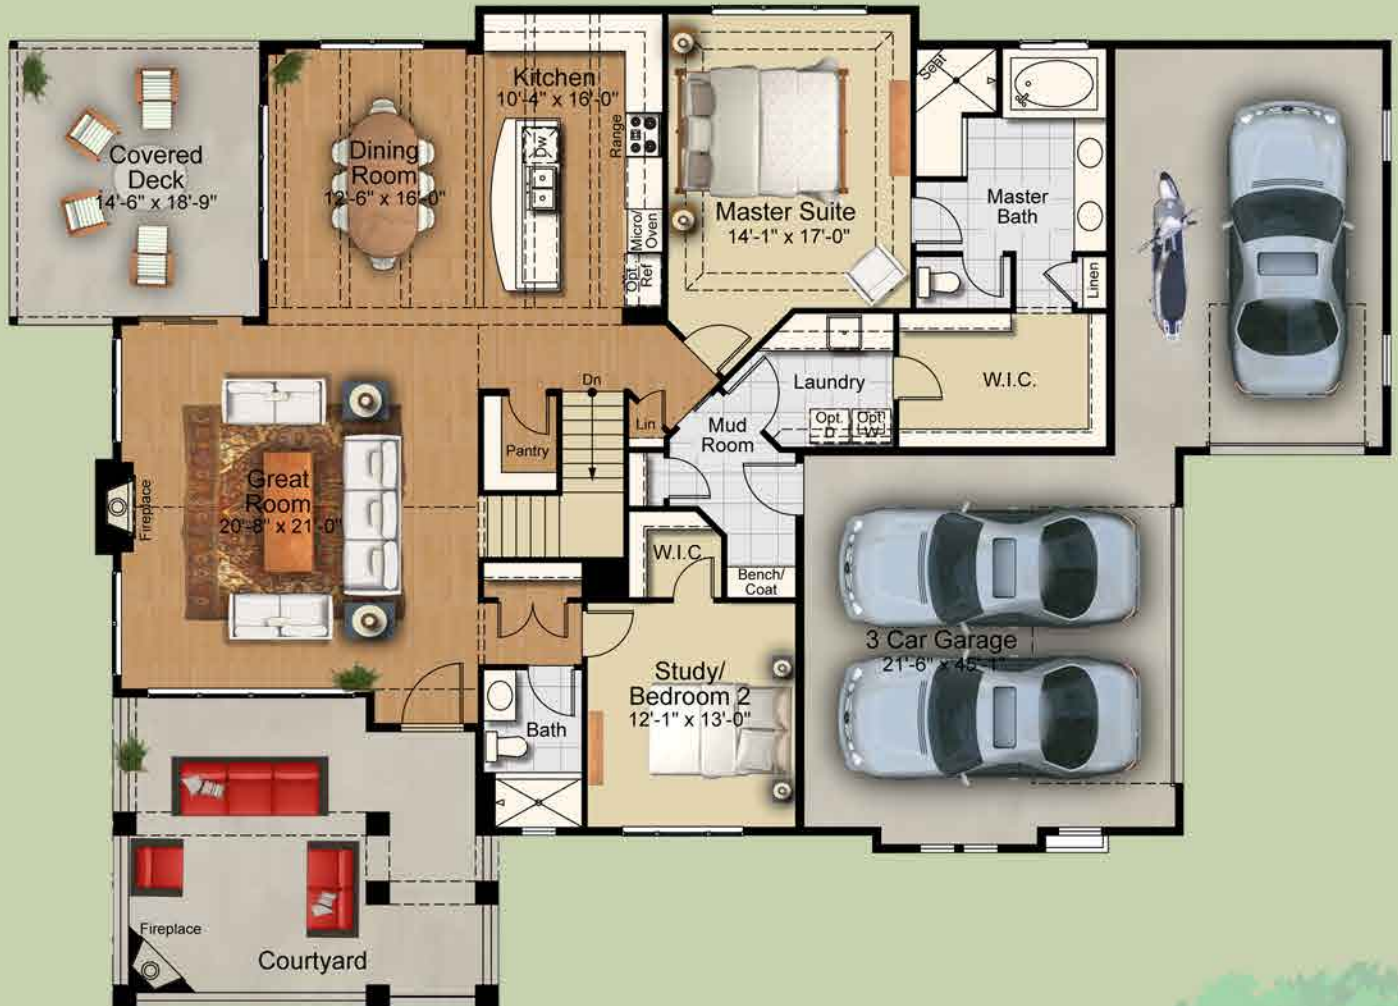 Covered
Deck
14'-6" x 18'-9"
Dining
Room
12'-6" x 16'-0"
Kitchen
10'-4" x 16'-0"
Dw
Range
Micro/
Oven
Opt
Ref
Master Suite
14'-1" x 17'-0"
Seat
Master
Bath
Linen
W.I.C.
Laundry
Opt.
D
Opt.
W
Mud
Room
Dn
Lin
Pantry
Great
Room
20'-8" x 21'-0"
Fireplace
W.I.C.
Bench/
Coat
3 Car Garage
21'-6" x 45'-1"
Study/
Bedroom 2
12'-1" x 13'-0"
Bath
Fireplace
Courtyard